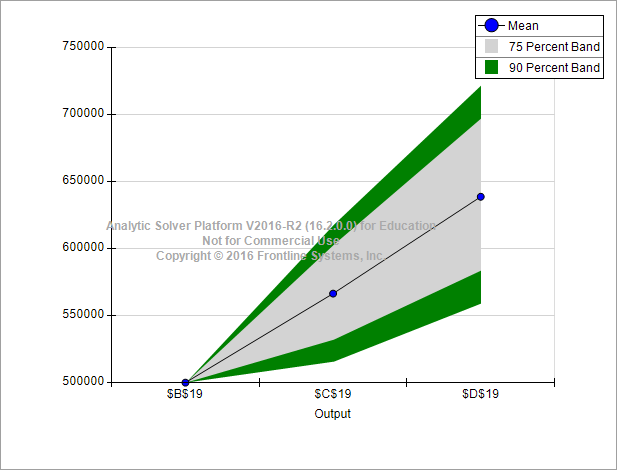 Mean
75 Percent Band
90 Percent Band
750000
700000
650000
600000
550000
500000
Analytic Solver Platform V2016-R2 (16.2.0.0) for Education
Not for Commercial Use
Copyright © 2016 Frontline Systems, Inc.
$B$19
$C$19
$D$19
Output